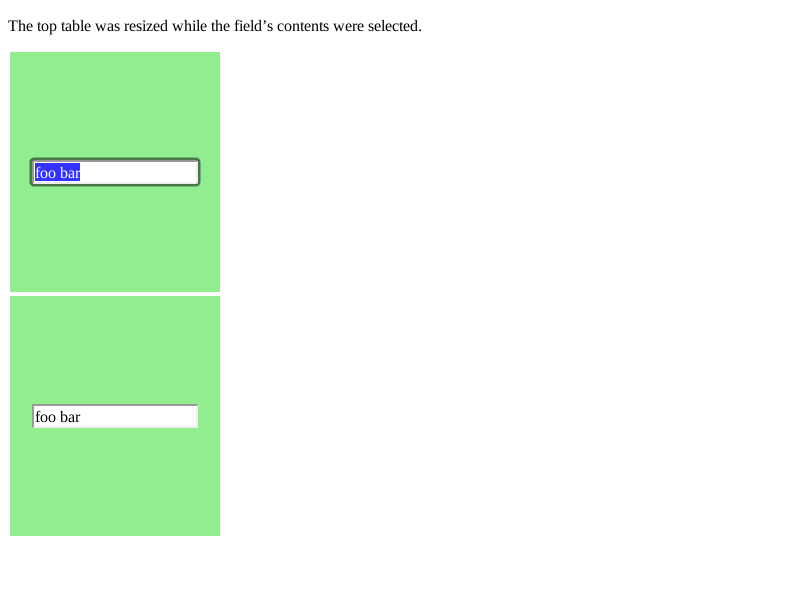 The top table was resized while the field’s contents were selected.
foo bar
foo bar